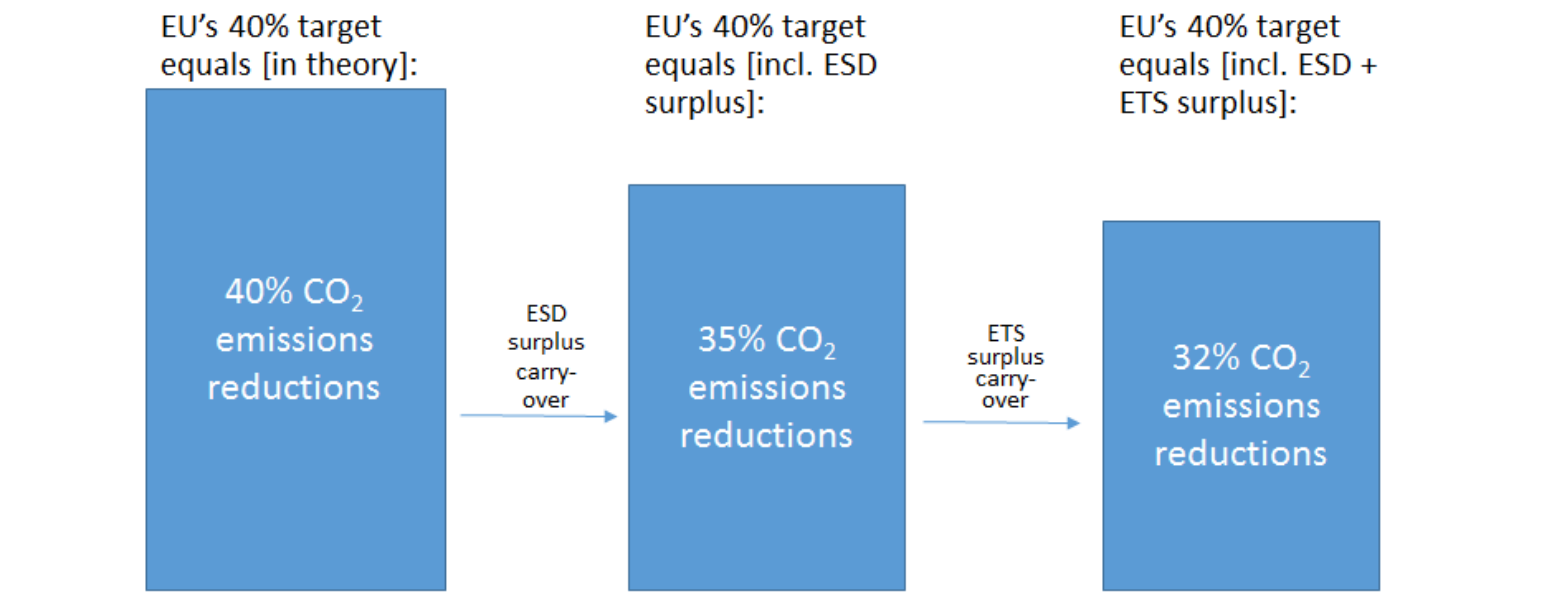 EU’s 40% target
equals [in theory]:
EU’s 40% target
equals [incl. ESD
surplus]:
EU’s 40% target
equals [incl. ESD +
ETS surplus]:
40% CO₂
emissions
reductions
ESD
surplus
carry-
over
35% CO₂
emissions
reductions
ETS
surplus
carry-
over
32% CO₂
emissions
reductions